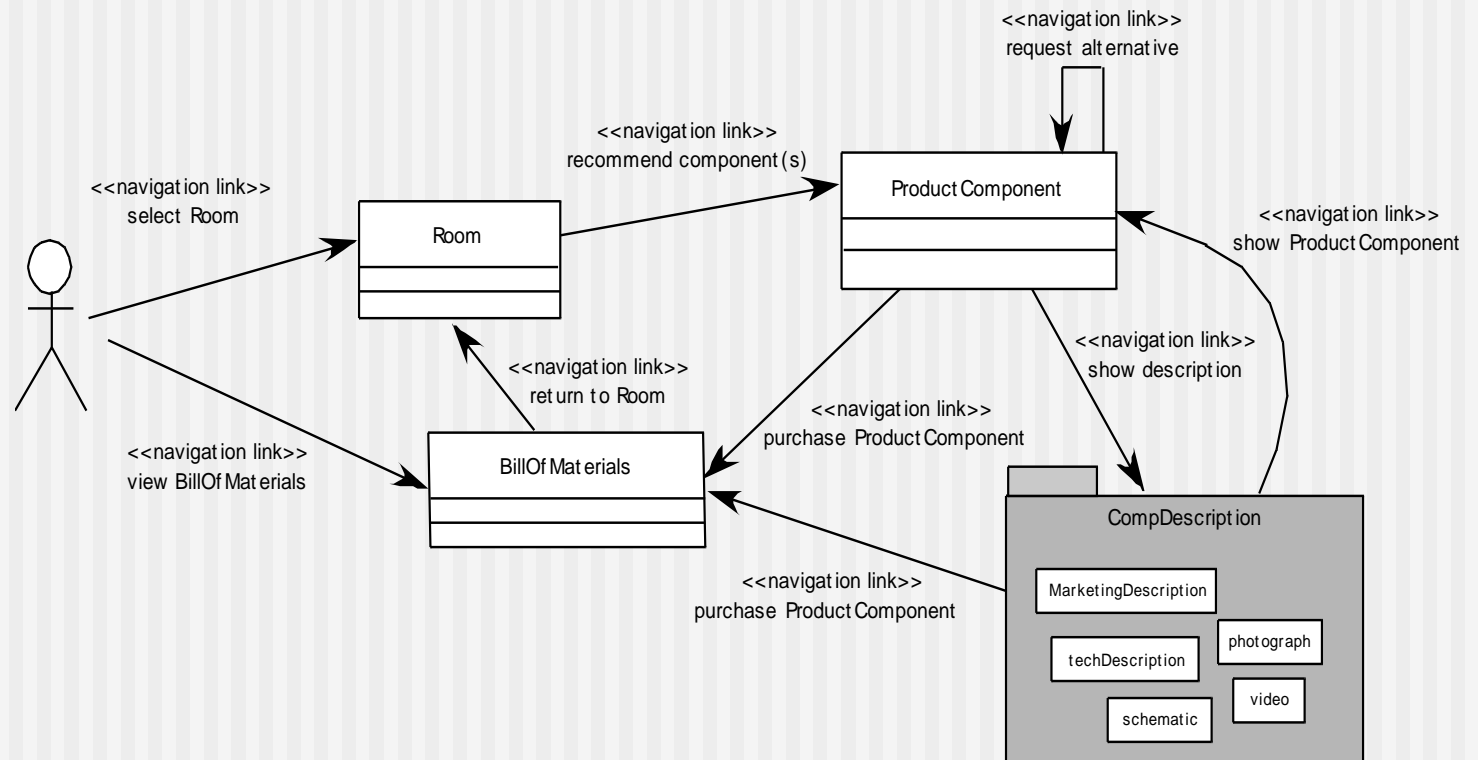 <<navigation link>>
request alternative
<<navigation link>>
recommend component(s)
Product Component
<<navigation link>>
select Room
<<navigation link>>
show Product Component
Room
<<navigation link>>
show description
<<navigation link>>
return to Room
<<navigation link>>
purchase Product Component
<<navigation link>>
view BillOfMaterials
BillOfMaterials
CompDescription
<<navigation link>>
purchase Product Component
MarketingDescription
photograph
techDescription
video
schematic